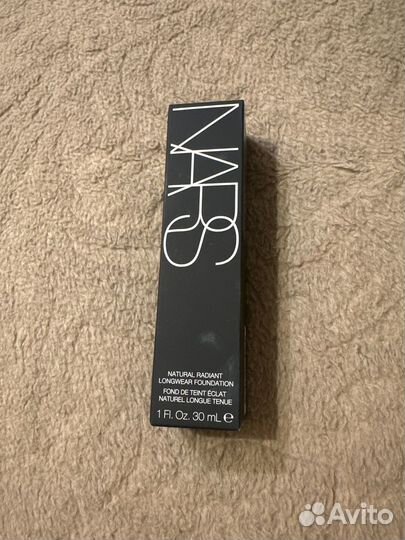 NARS
NATURAL RADIANT
LONGWEAR FOUNDATION
FOND DE TEINT ÉCLAT
NATUREL LONGUE TENUE
1 Fl. Oz. 30 mL ℮
Avito